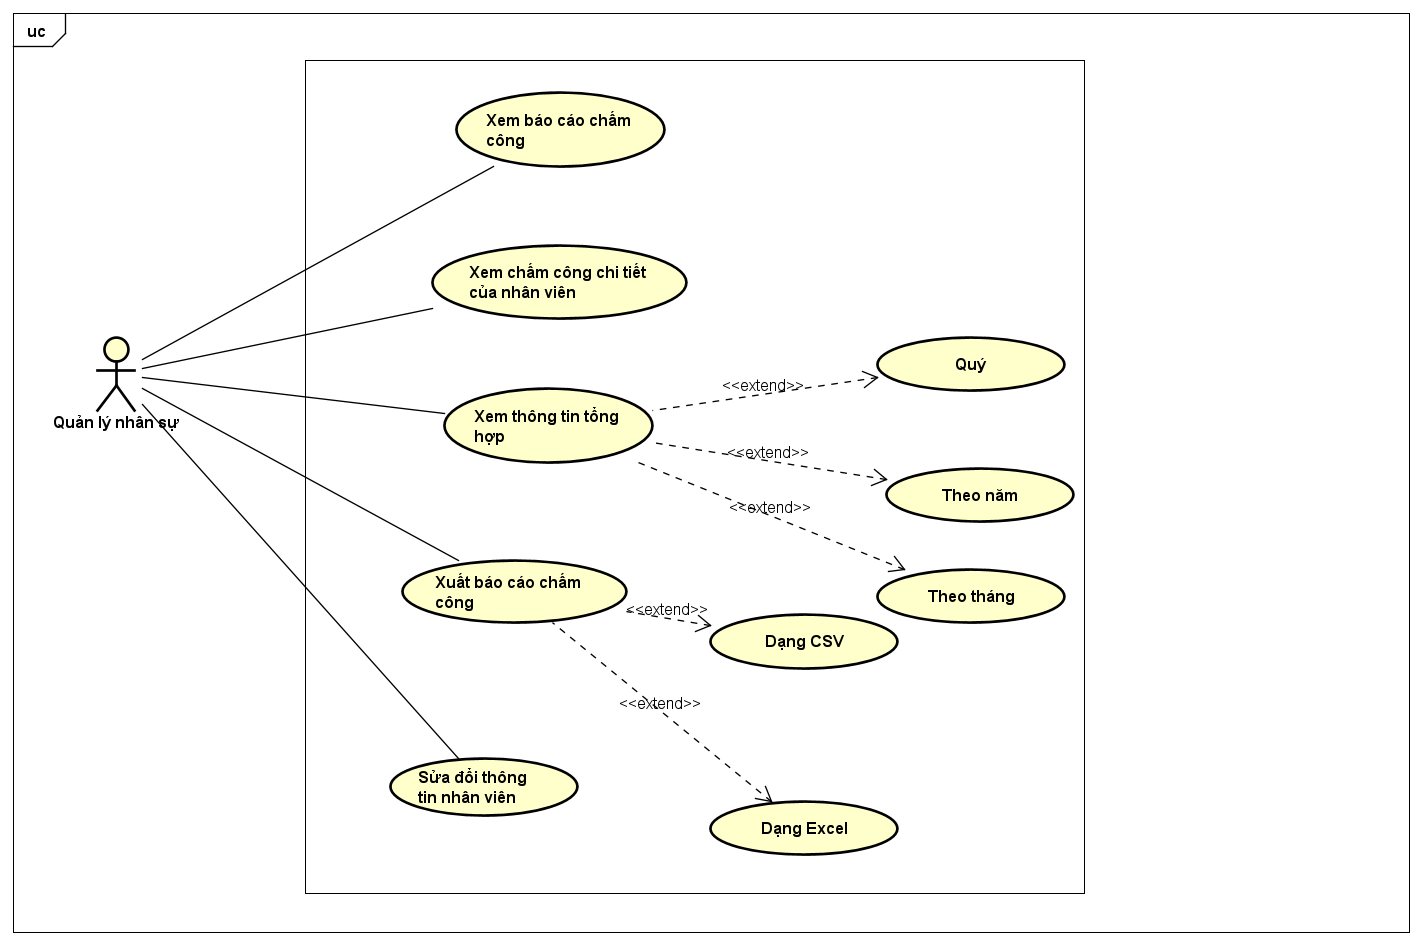 uc
Xem báo cáo chấm
công
Xem chấm công chi tiết
của nhân viên
Quản lý nhân sự
Xem thông tin tổng
hợp
<<extend>>
Quý
<<extend>>
Theo năm
<<extend>>
Theo tháng
Xuất báo cáo chấm
công
<<extend>>
Dạng CSV
<<extend>>
Dạng Excel
Sửa đổi thông
tin nhân viên